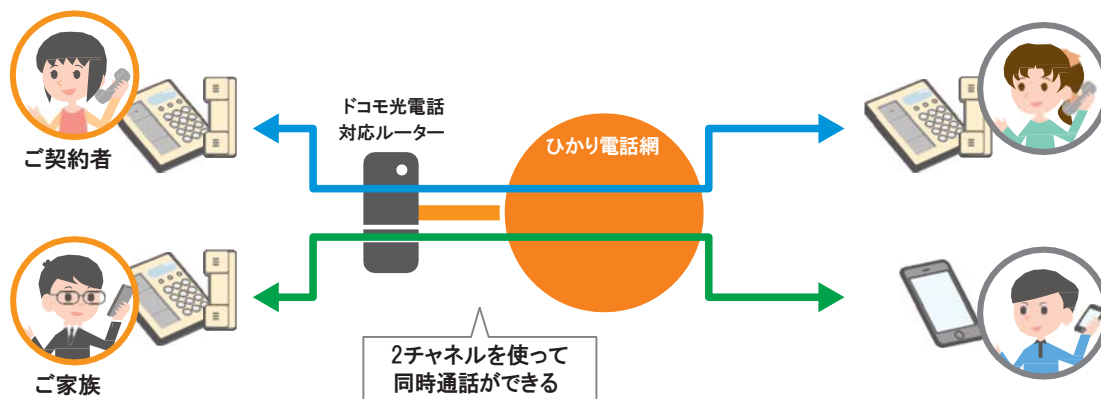 ドコモ光電話
対応ルーター
ひかり電話網
ご契約者
ご家族
2チャネルを使って
同時通話ができる